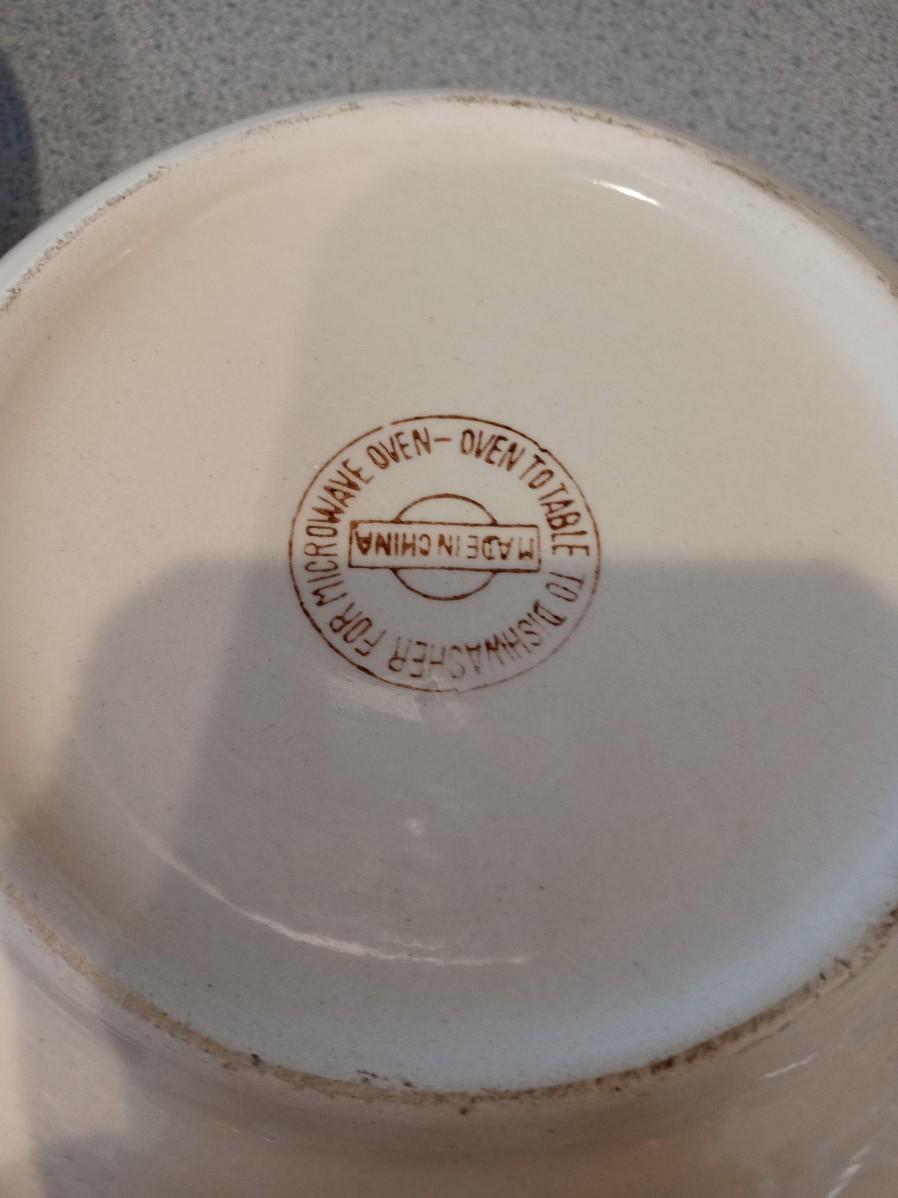 FOR MICROWAVE OVEN – OVEN TO TABLE TO DISHWASHER
MADE IN CHINA